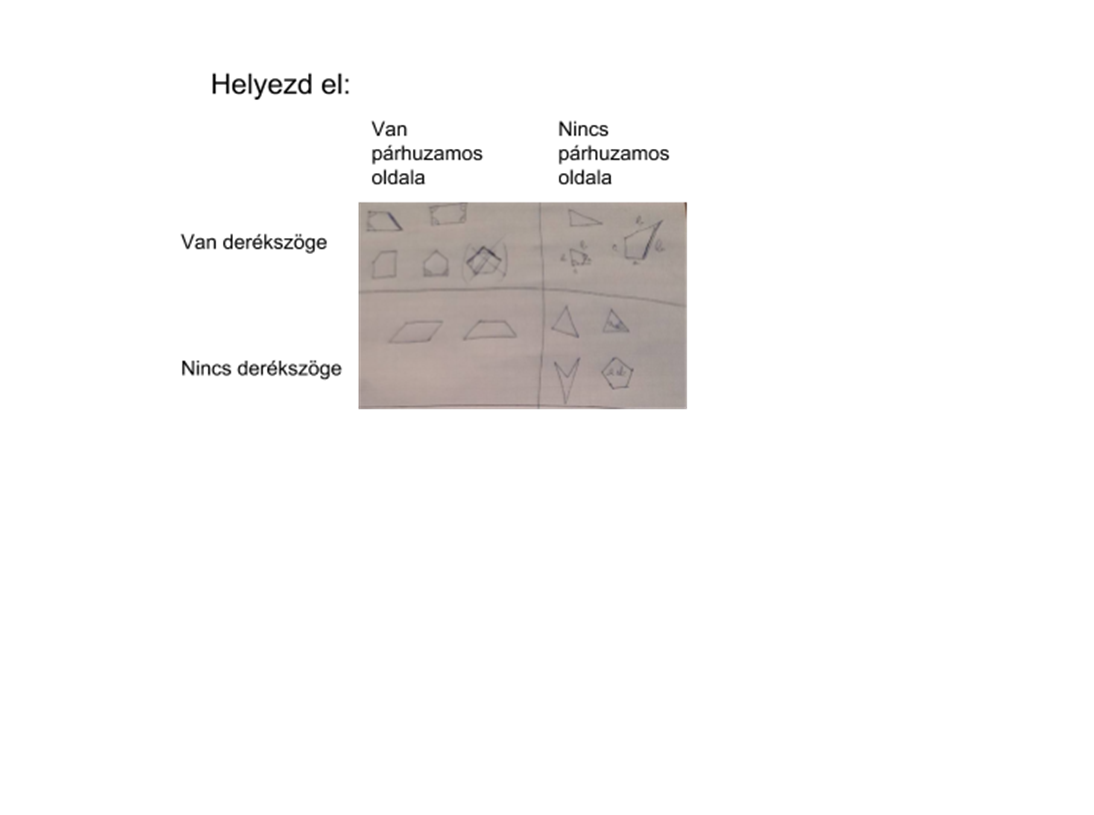 Helyezd el:
Van
párhuzamos
oldala
Nincs
párhuzamos
oldala
Van derékszöge
Nincs derékszöge